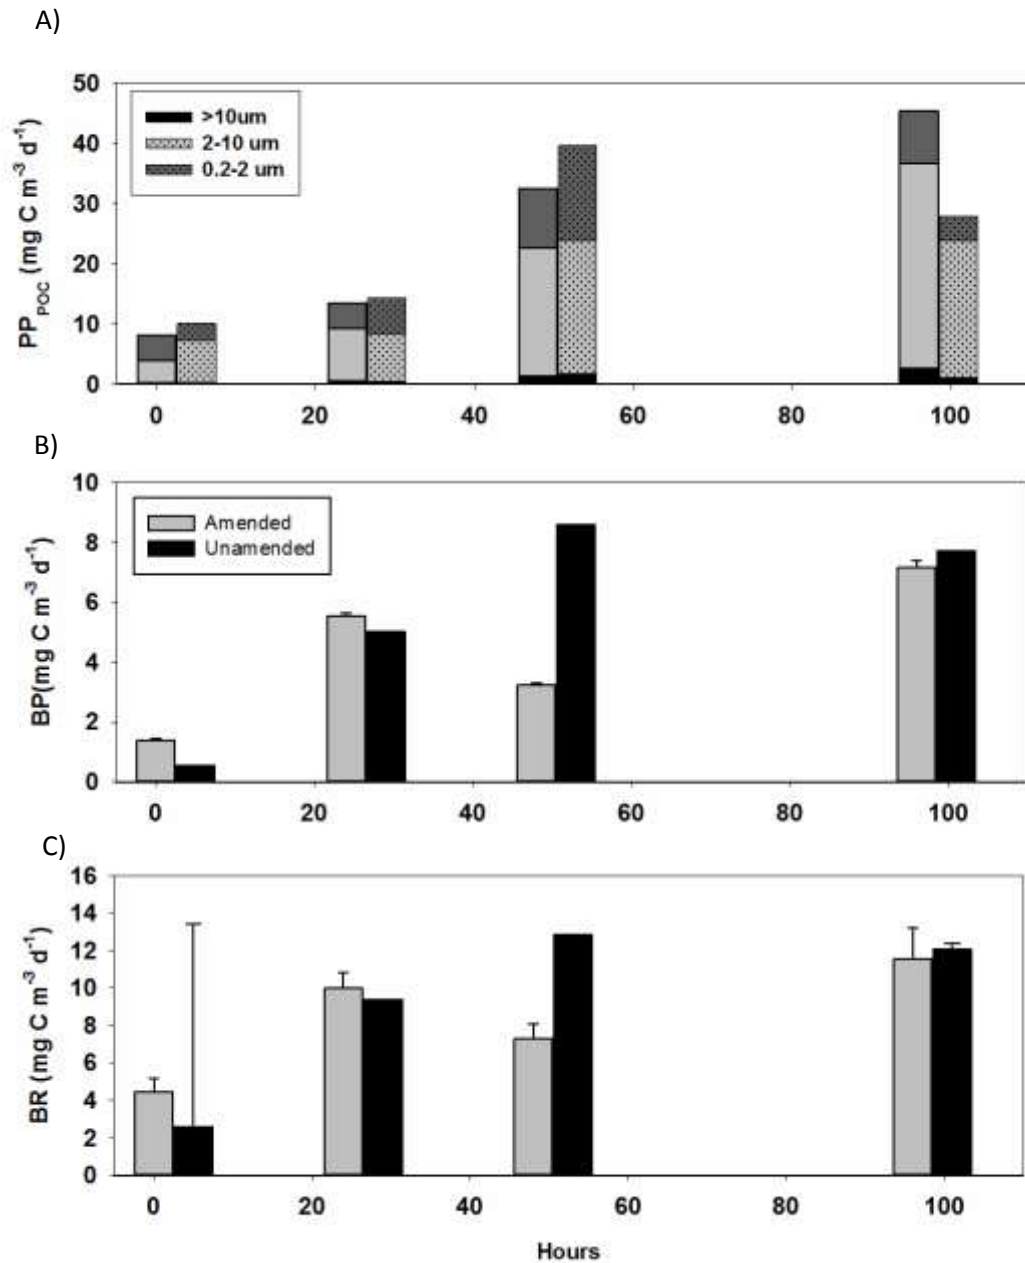 A)
50
40
30
20
10
0
PP_POC (mg C m^-3 d^-1)
>10um
2-10 um
0.2-2 um
0 20 40 60 80 100
B)
10
8
6
4
2
0
BP(mg C m^-3 d^-1)
Amended
Unamended
0 20 40 60 80 100
C)
16
14
12
10
8
6
4
2
0
BR (mg C m^-3 d^-1)
0 20 40 60 80 100
Hours